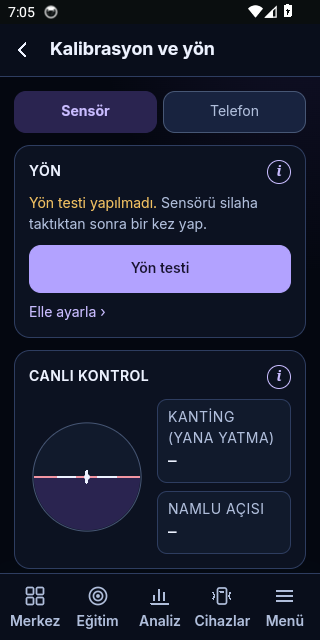 7:05
Kalibrasyon ve yön
Sensör
Telefon
YÖN
i
Yön testi yapılmadı. Sensörü silaha
taktıktan sonra bir kez yap.
Yön testi
Elle ayarla ›
CANLI KONTROL
i
KANTİNG
(YANA YATMA)
–
NAMLU AÇISI
–
Merkez
Eğitim
Analiz
Cihazlar
Menü